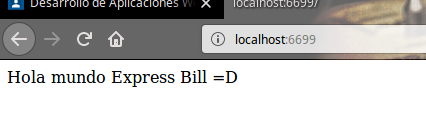 Desarrollo de Aplicaciones W
localhost:6699/
localhost:6699
Hola mundo Express Bill =D